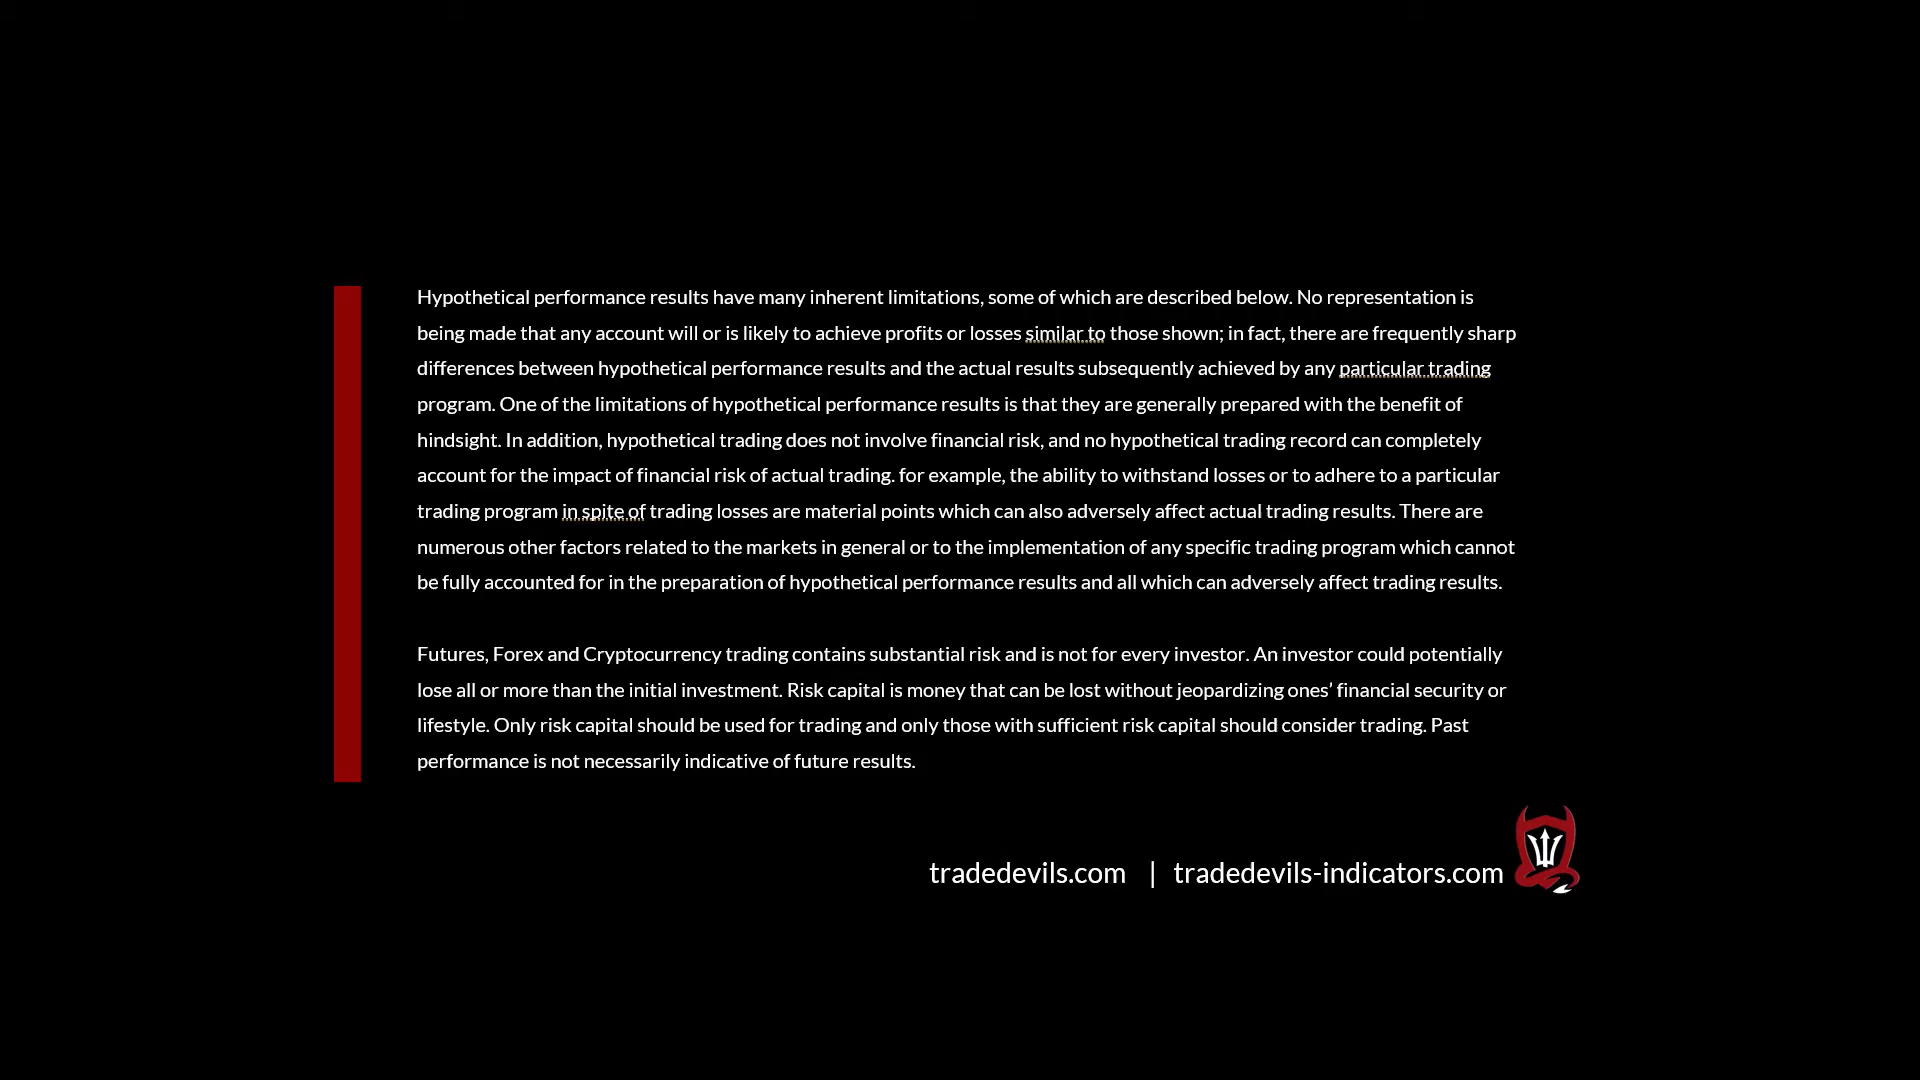 Hypothetical performance results have many inherent limitations, some of which are described below. No representation is
being made that any account will or is likely to achieve profits or losses similar to those shown; in fact, there are frequently sharp
differences between hypothetical performance results and the actual results subsequently achieved by any particular trading
program. One of the limitations of hypothetical performance results is that they are generally prepared with the benefit of
hindsight. In addition, hypothetical trading does not involve financial risk, and no hypothetical trading record can completely
account for the impact of financial risk of actual trading. for example, the ability to withstand losses or to adhere to a particular
trading program in spite of trading losses are material points which can also adversely affect actual trading results. There are
numerous other factors related to the markets in general or to the implementation of any specific trading program which cannot
be fully accounted for in the preparation of hypothetical performance results and all which can adversely affect trading results.
Futures, Forex and Cryptocurrency trading contains substantial risk and is not for every investor. An investor could potentially
lose all or more than the initial investment. Risk capital is money that can be lost without jeopardizing ones’ financial security or
lifestyle. Only risk capital should be used for trading and only those with sufficient risk capital should consider trading. Past
performance is not necessarily indicative of future results.
tradedevils.com | tradedevils-indicators.com